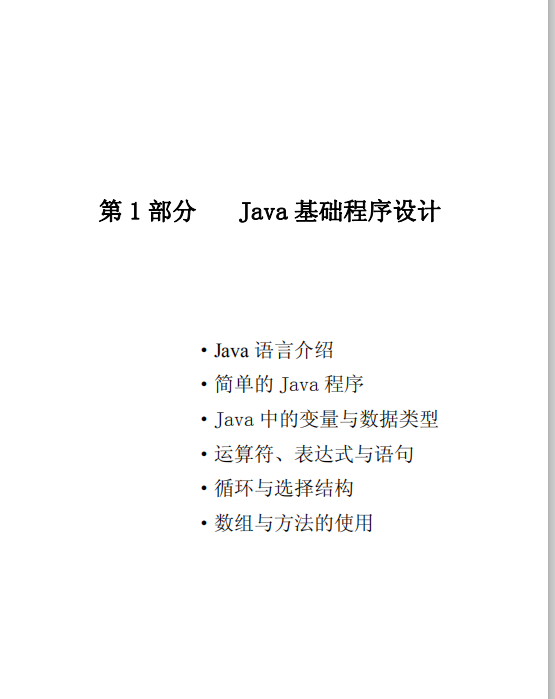 第 1 部分 Java 基础程序设计
·Java 语言介绍
·简单的 Java 程序
·Java 中的变量与数据类型
·运算符、表达式与语句
·循环与选择结构
·数组与方法的使用